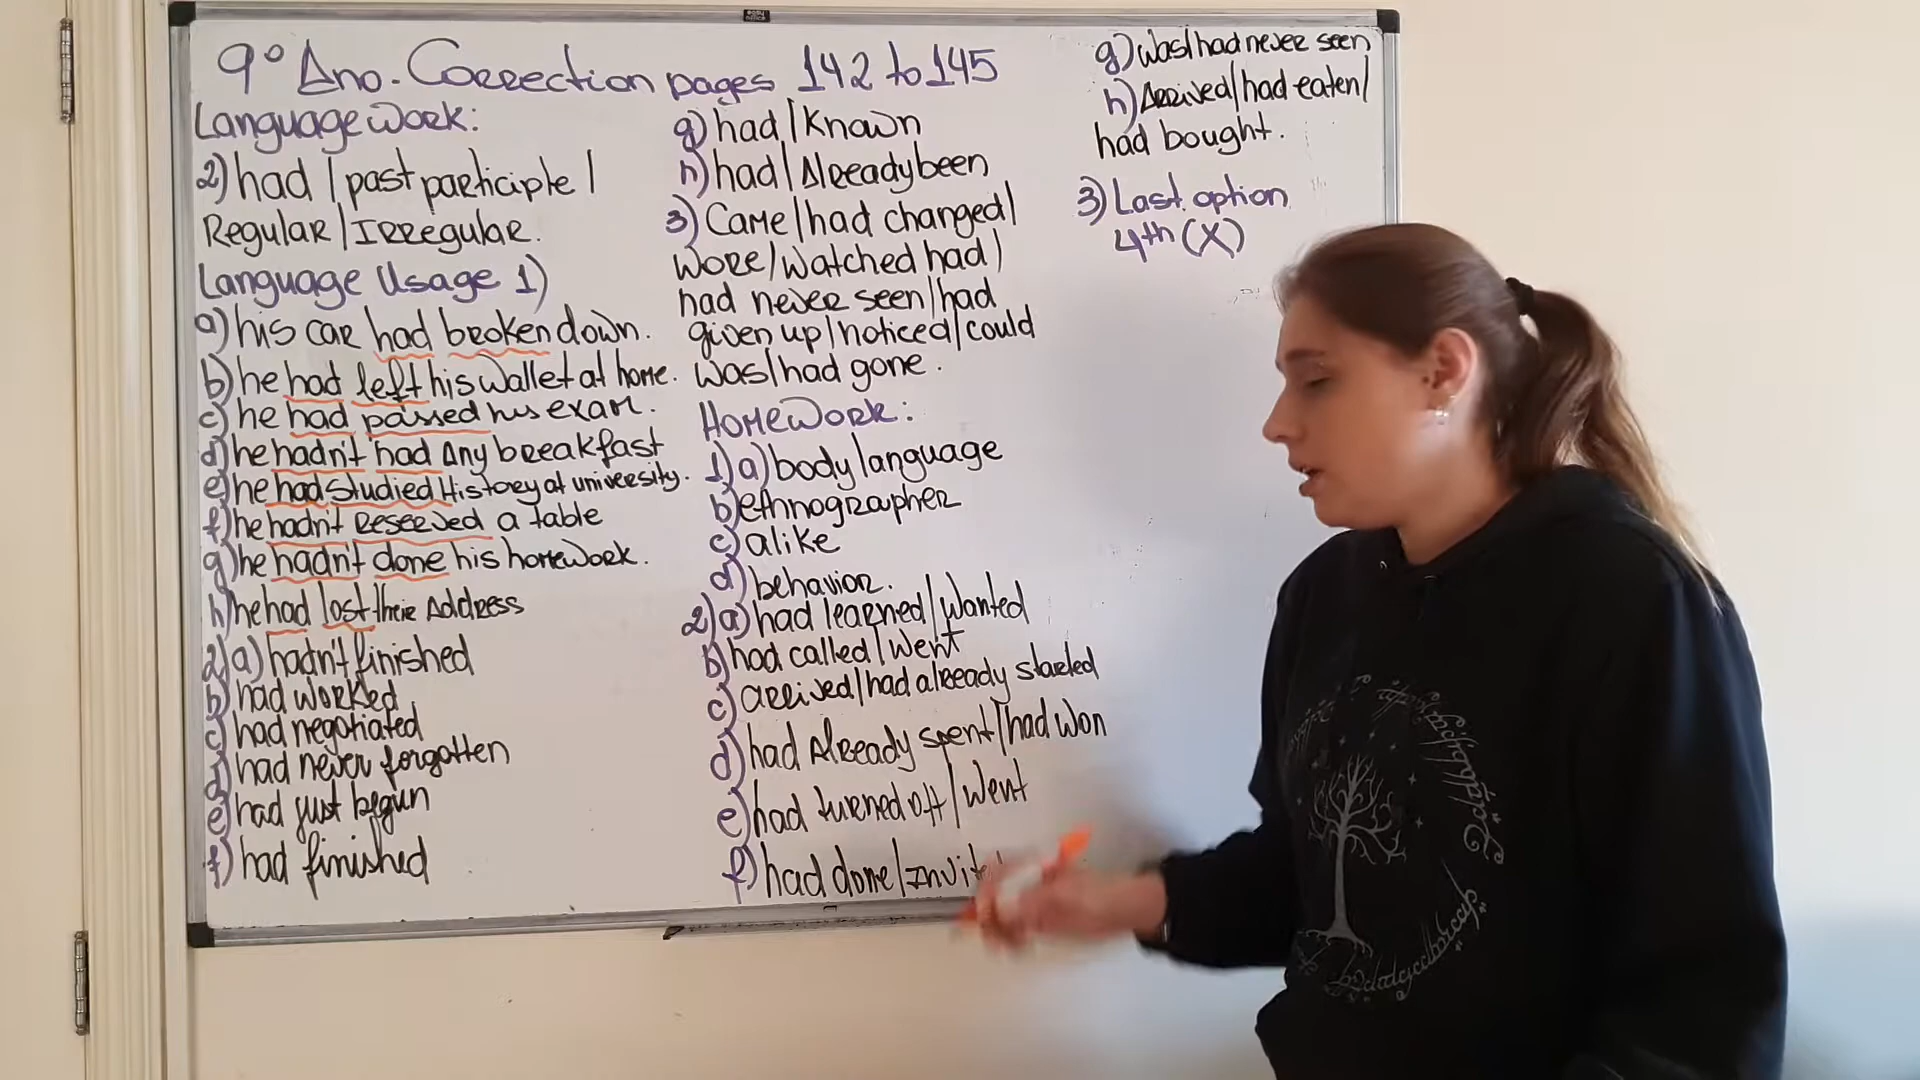 9º Ano. Correction pages 142 to 145
Language Work:
2) had / past participle /
Regular / Irregular.
Language Usage 1)
a) his car had broken down.
b) he had left his wallet at home.
c) he had passed his exam.
d) he hadn't had any breakfast
e) he had studied History at university.
f) he hadn't reserved a table
g) he hadn't done his homework.
h) he had lost their address
2) a) hadn't finished
b) had worked
c) had negotiated
d) had never forgotten
e) had just begun
f) had finished
g) had / known
h) had / already been
3) Came / had changed /
wore / watched had /
had never seen / had
given up / noticed / could
was / had gone.
Homework:
1) a) body language
b) ethnographer
c) alike
d) behavior.
2) a) had learned / wanted
b) had called / went
c) arrived / had already started
d) had already spent / had won
e) had turned off / went
f) had done /
g) was / had never seen
h) Arrived / had eaten /
had bought.
3) Last option
4th (X)